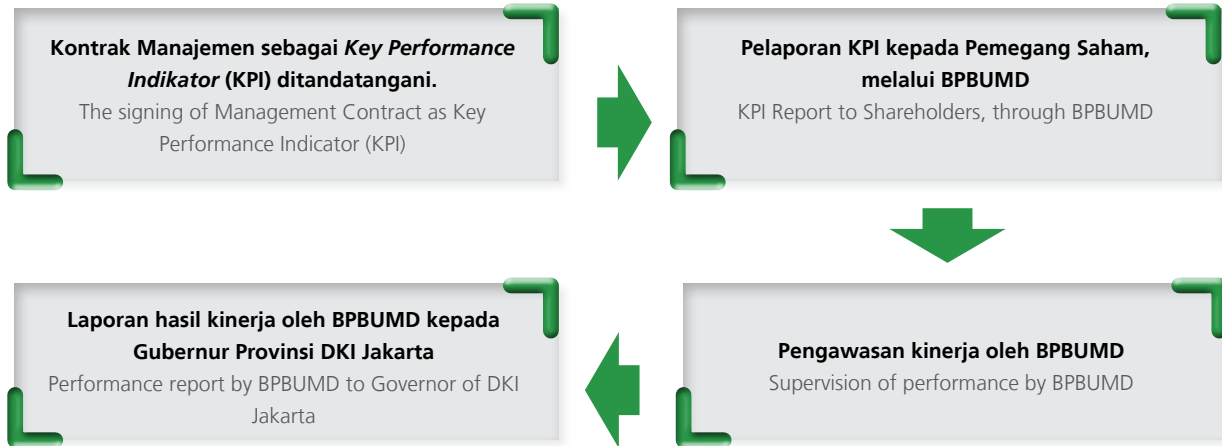 Kontrak Manajemen sebagai Key Performance
Indikator (KPI) ditandatangani.
The signing of Management Contract as Key
Performance Indicator (KPI)
Pelaporan KPI kepada Pemegang Saham,
melalui BPBUMD
KPI Report to Shareholders, through BPBUMD
Pengawasan kinerja oleh BPBUMD
Supervision of performance by BPBUMD
Laporan hasil kinerja oleh BPBUMD kepada
Gubernur Provinsi DKI Jakarta
Performance report by BPBUMD to Governor of DKI
Jakarta